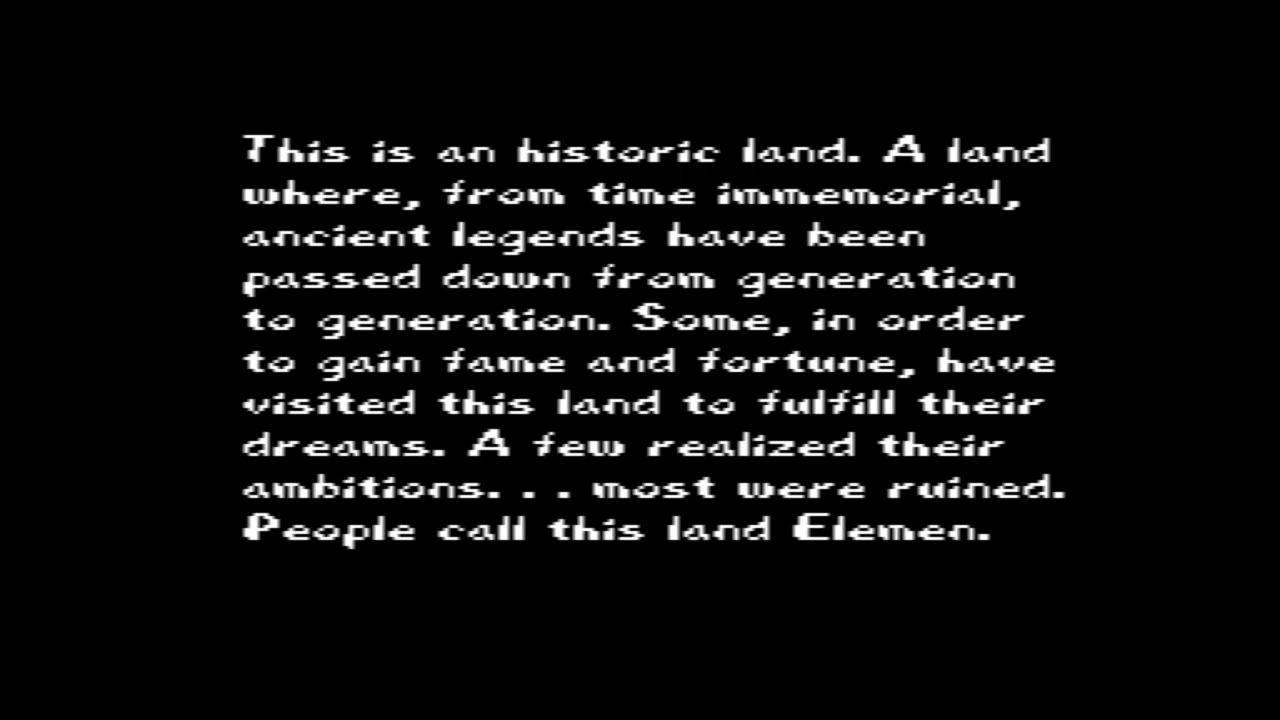 This is an historic land. A land
where, from time immemorial,
ancient legends have been
passed down from generation
to generation. Some, in order
to gain fame and fortune, have
visited this land to fulfill their
dreams. A few realized their
ambitions. . . most were ruined.
People call this land Elemen.